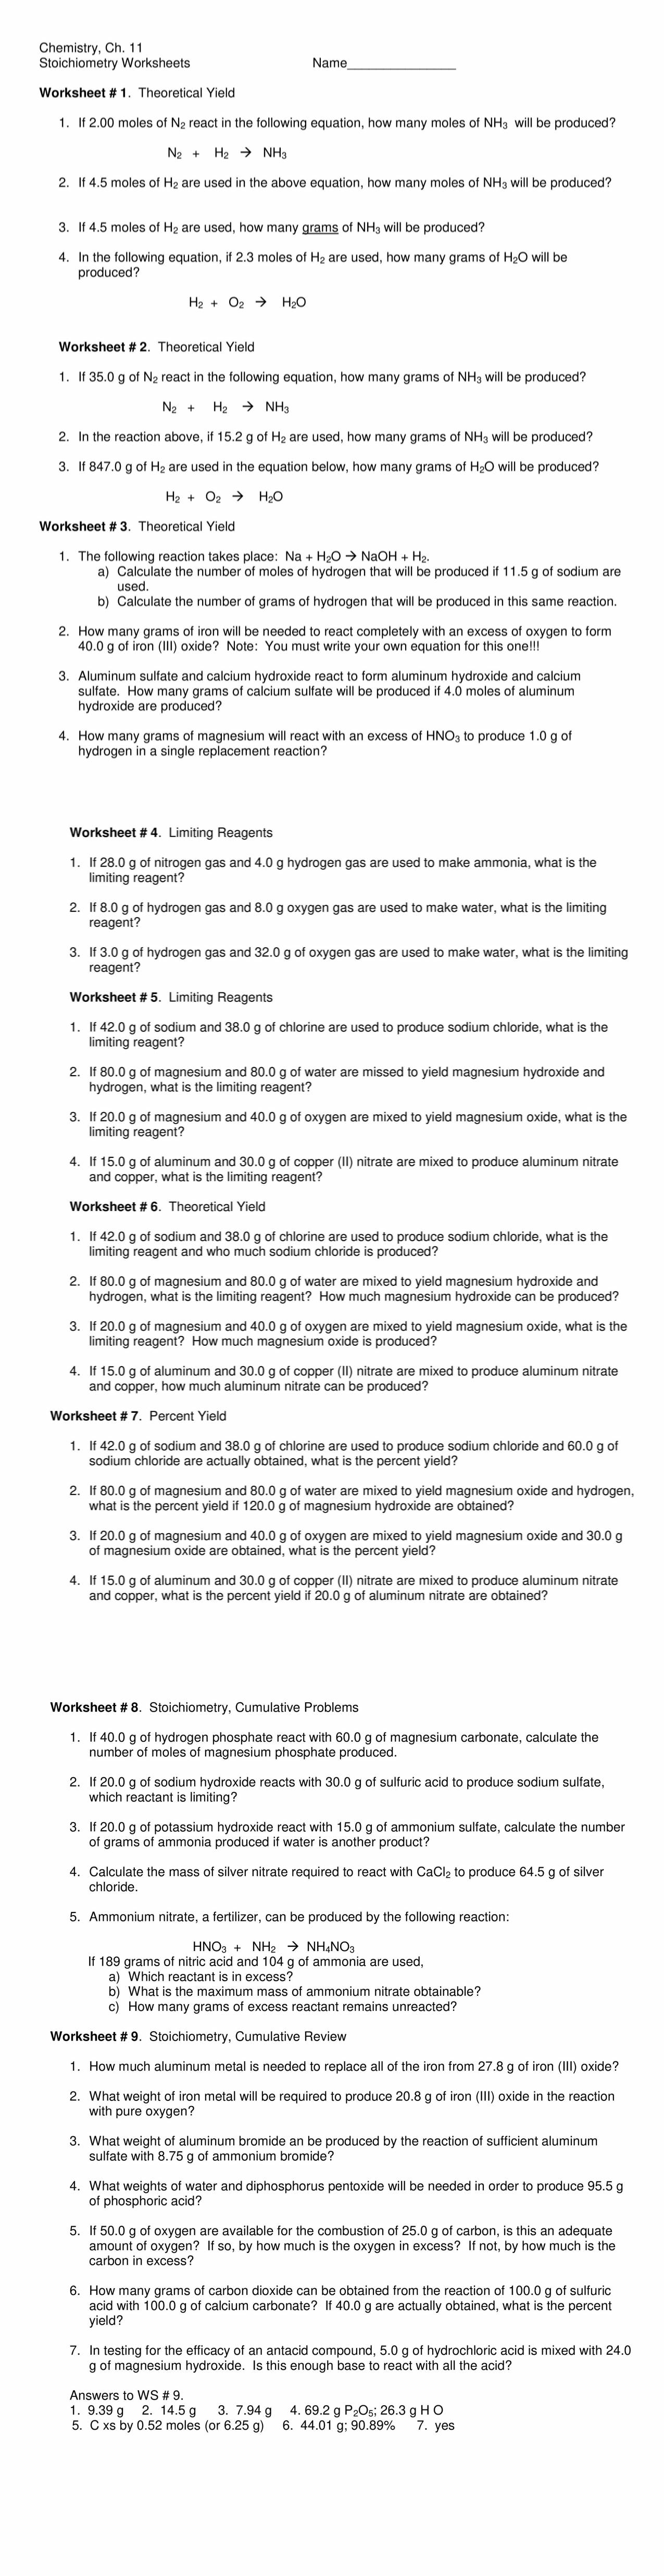 Chemistry, Ch. 11
Stoichiometry Worksheets Name________________
Worksheet # 1. Theoretical Yield
1. If 2.00 moles of N₂ react in the following equation, how many moles of NH₃ will be produced?
N₂ + H₂ → NH₃
2. If 4.5 moles of H₂ are used in the above equation, how many moles of NH₃ will be produced?
3. If 4.5 moles of H₂ are used, how many grams of NH₃ will be produced?
4. In the following equation, if 2.3 moles of H₂ are used, how many grams of H₂O will be
produced?
H₂ + O₂ → H₂O
Worksheet # 2. Theoretical Yield
1. If 35.0 g of N₂ react in the following equation, how many grams of NH₃ will be produced?
N₂ + H₂ → NH₃
2. In the reaction above, if 15.2 g of H₂ are used, how many grams of NH₃ will be produced?
3. If 847.0 g of H₂ are used in the equation below, how many grams of H₂O will be produced?
H₂ + O₂ → H₂O
Worksheet # 3. Theoretical Yield
1. The following reaction takes place: Na + H₂O → NaOH + H₂.
a) Calculate the number of moles of hydrogen that will be produced if 11.5 g of sodium are
used.
b) Calculate the number of grams of hydrogen that will be produced in this same reaction.
2. How many grams of iron will be needed to react completely with an excess of oxygen to form
40.0 g of iron (III) oxide? Note: You must write your own equation for this one!!!
3. Aluminum sulfate and calcium hydroxide react to form aluminum hydroxide and calcium
sulfate. How many grams of calcium sulfate will be produced if 4.0 moles of aluminum
hydroxide are produced?
4. How many grams of magnesium will react with an excess of HNO₃ to produce 1.0 g of
hydrogen in a single replacement reaction?
Worksheet # 4. Limiting Reagents
1. If 28.0 g of nitrogen gas and 4.0 g hydrogen gas are used to make ammonia, what is the
limiting reagent?
2. If 8.0 g of hydrogen gas and 8.0 g oxygen gas are used to make water, what is the limiting
reagent?
3. If 3.0 g of hydrogen gas and 32.0 g of oxygen gas are used to make water, what is the limiting
reagent?
Worksheet # 5. Limiting Reagents
1. If 42.0 g of sodium and 38.0 g of chlorine are used to produce sodium chloride, what is the
limiting reagent?
2. If 80.0 g of magnesium and 80.0 g of water are missed to yield magnesium hydroxide and
hydrogen, what is the limiting reagent?
3. If 20.0 g of magnesium and 40.0 g of oxygen are mixed to yield magnesium oxide, what is the
limiting reagent?
4. If 15.0 g of aluminum and 30.0 g of copper (II) nitrate are mixed to produce aluminum nitrate
and copper, what is the limiting reagent?
Worksheet # 6. Theoretical Yield
1. If 42.0 g of sodium and 38.0 g of chlorine are used to produce sodium chloride, what is the
limiting reagent and who much sodium chloride is produced?
2. If 80.0 g of magnesium and 80.0 g of water are mixed to yield magnesium hydroxide and
hydrogen, what is the limiting reagent? How much magnesium hydroxide can be produced?
3. If 20.0 g of magnesium and 40.0 g of oxygen are mixed to yield magnesium oxide, what is the
limiting reagent? How much magnesium oxide is produced?
4. If 15.0 g of aluminum and 30.0 g of copper (II) nitrate are mixed to produce aluminum nitrate
and copper, how much aluminum nitrate can be produced?
Worksheet # 7. Percent Yield
1. If 42.0 g of sodium and 38.0 g of chlorine are used to produce sodium chloride and 60.0 g of
sodium chloride are actually obtained, what is the percent yield?
2. If 80.0 g of magnesium and 80.0 g of water are mixed to yield magnesium oxide and hydrogen,
what is the percent yield if 120.0 g of magnesium hydroxide are obtained?
3. If 20.0 g of magnesium and 40.0 g of oxygen are mixed to yield magnesium oxide and 30.0 g
of magnesium oxide are obtained, what is the percent yield?
4. If 15.0 g of aluminum and 30.0 g of copper (II) nitrate are mixed to produce aluminum nitrate
and copper, what is the percent yield if 20.0 g of aluminum nitrate are obtained?
Worksheet # 8. Stoichiometry, Cumulative Problems
1. If 40.0 g of hydrogen phosphate react with 60.0 g of magnesium carbonate, calculate the
number of moles of magnesium phosphate produced.
2. If 20.0 g of sodium hydroxide reacts with 30.0 g of sulfuric acid to produce sodium sulfate,
which reactant is limiting?
3. If 20.0 g of potassium hydroxide react with 15.0 g of ammonium sulfate, calculate the number
of grams of ammonia produced if water is another product?
4. Calculate the mass of silver nitrate required to react with CaCl₂ to produce 64.5 g of silver
chloride.
5. Ammonium nitrate, a fertilizer, can be produced by the following reaction:
HNO₃ + NH₂ → NH₄NO₃
If 189 grams of nitric acid and 104 g of ammonia are used,
a) Which reactant is in excess?
b) What is the maximum mass of ammonium nitrate obtainable?
c) How many grams of excess reactant remains unreacted?
Worksheet # 9. Stoichiometry, Cumulative Review
1. How much aluminum metal is needed to replace all of the iron from 27.8 g of iron (III) oxide?
2. What weight of iron metal will be required to produce 20.8 g of iron (III) oxide in the reaction
with pure oxygen?
3. What weight of aluminum bromide an be produced by the reaction of sufficient aluminum
sulfate with 8.75 g of ammonium bromide?
4. What weights of water and diphosphorus pentoxide will be needed in order to produce 95.5 g
of phosphoric acid?
5. If 50.0 g of oxygen are available for the combustion of 25.0 g of carbon, is this an adequate
amount of oxygen? If so, by how much is the oxygen in excess? If not, by how much is the
carbon in excess?
6. How many grams of carbon dioxide can be obtained from the reaction of 100.0 g of sulfuric
acid with 100.0 g of calcium carbonate? If 40.0 g are actually obtained, what is the percent
yield?
7. In testing for the efficacy of an antacid compound, 5.0 g of hydrochloric acid is mixed with 24.0
g of magnesium hydroxide. Is this enough base to react with all the acid?
Answers to WS # 9.
1. 9.39 g 2. 14.5 g 3. 7.94 g 4. 69.2 g P₂O₅; 26.3 g H O
5. C xs by 0.52 moles (or 6.25 g) 6. 44.01 g; 90.89% 7. yes